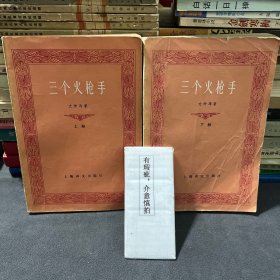 三个火枪手
大仲马著
上册
上海译文出版社
三个火枪手
大仲马著
下册
上海译文出版社
有瑕疵，介意慎拍